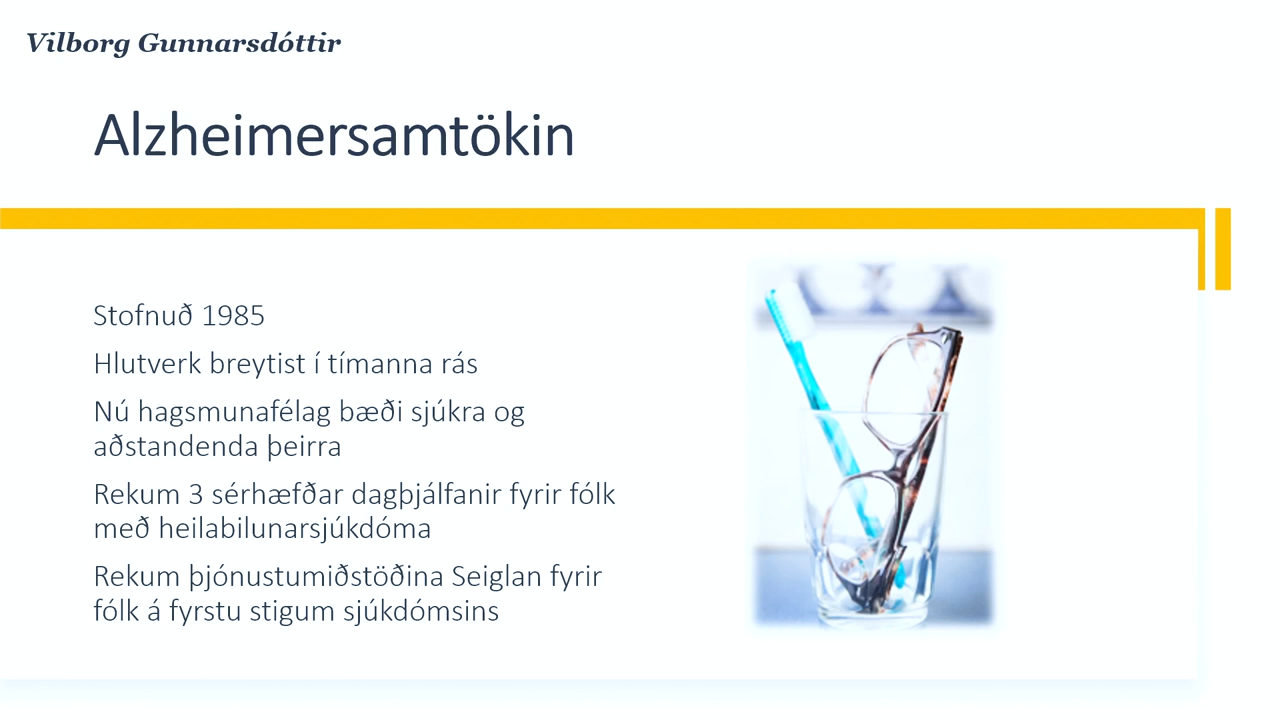 Vilborg Gunnarsdóttir
Alzheimersamtökin
Stofnuð 1985
Hlutverk breytist í tímanna rás
Nú hagsmunafélag bæði sjúkra og
aðstandenda þeirra
Rekum 3 sérhæfðar dagþjálfanir fyrir fólk
með heilabilunarsjúkdóma
Rekum þjónustumiðstöðina Seiglan fyrir
fólk á fyrstu stigum sjúkdómsins